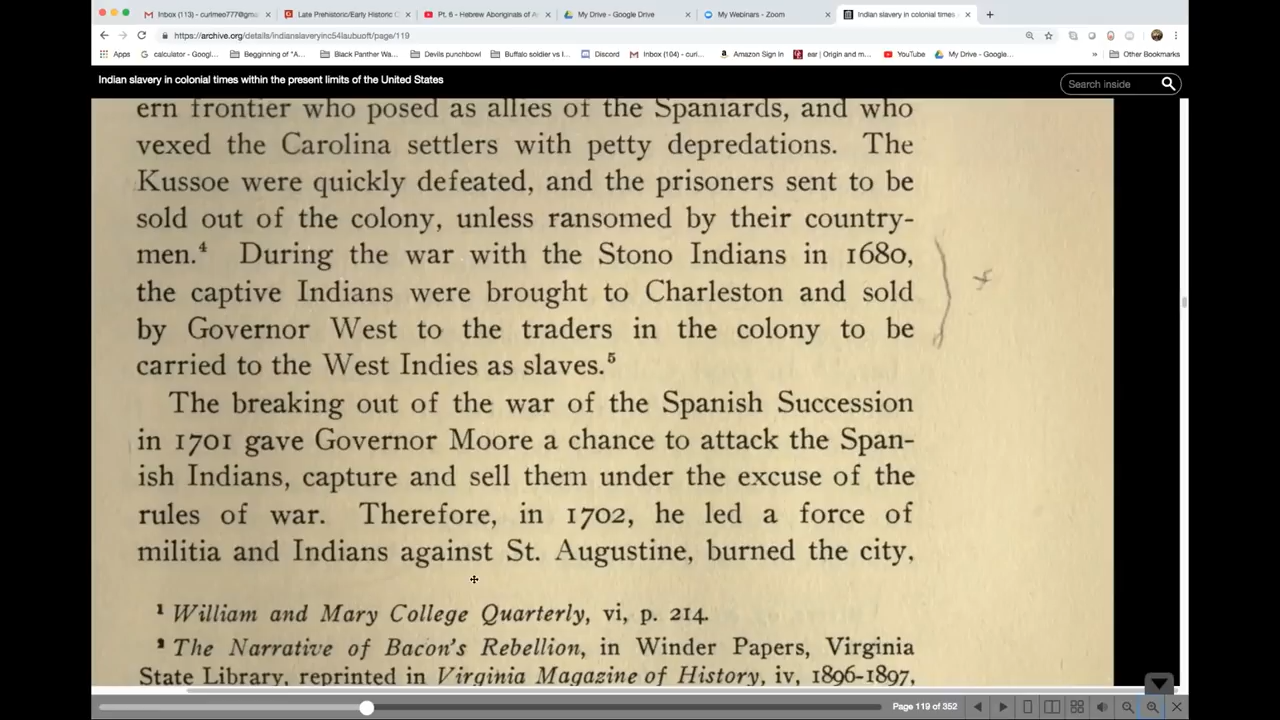 Inbox (113) - curlmeo777@gma
Late Prehistoric/Early Historic C
Pt. 6 - Hebrew Aboriginals of A
My Drive - Google Drive
My Webinars - Zoom
Indian slavery in colonial times
https://archive.org/details/indianslaveryinc54laubuoft/page/119
Apps
calculator - Googl...
Beggining of "A...
Black Panther Wa...
Devils punchbowl
Buffalo soldier vs I...
Discord
Inbox (104) - curi...
Amazon Sign In
ear | Origin and m...
YouTube
My Drive - Google...
Other Bookmarks
Indian slavery in colonial times within the present limits of the United States
Search inside
ern frontier who posed as allies of the Spaniards, and who
vexed the Carolina settlers with petty depredations. The
Kussoe were quickly defeated, and the prisoners sent to be
sold out of the colony, unless ransomed by their country-
men.⁴ During the war with the Stono Indians in 1680,
the captive Indians were brought to Charleston and sold
by Governor West to the traders in the colony to be
carried to the West Indies as slaves.⁵
The breaking out of the war of the Spanish Succession
in 1701 gave Governor Moore a chance to attack the Span-
ish Indians, capture and sell them under the excuse of the
rules of war. Therefore, in 1702, he led a force of
militia and Indians against St. Augustine, burned the city,
¹ William and Mary College Quarterly, vi, p. 214.
² The Narrative of Bacon's Rebellion, in Winder Papers, Virginia
State Library, reprinted in Virginia Magazine of History, iv, 1896-1897,
Page 119 of 352